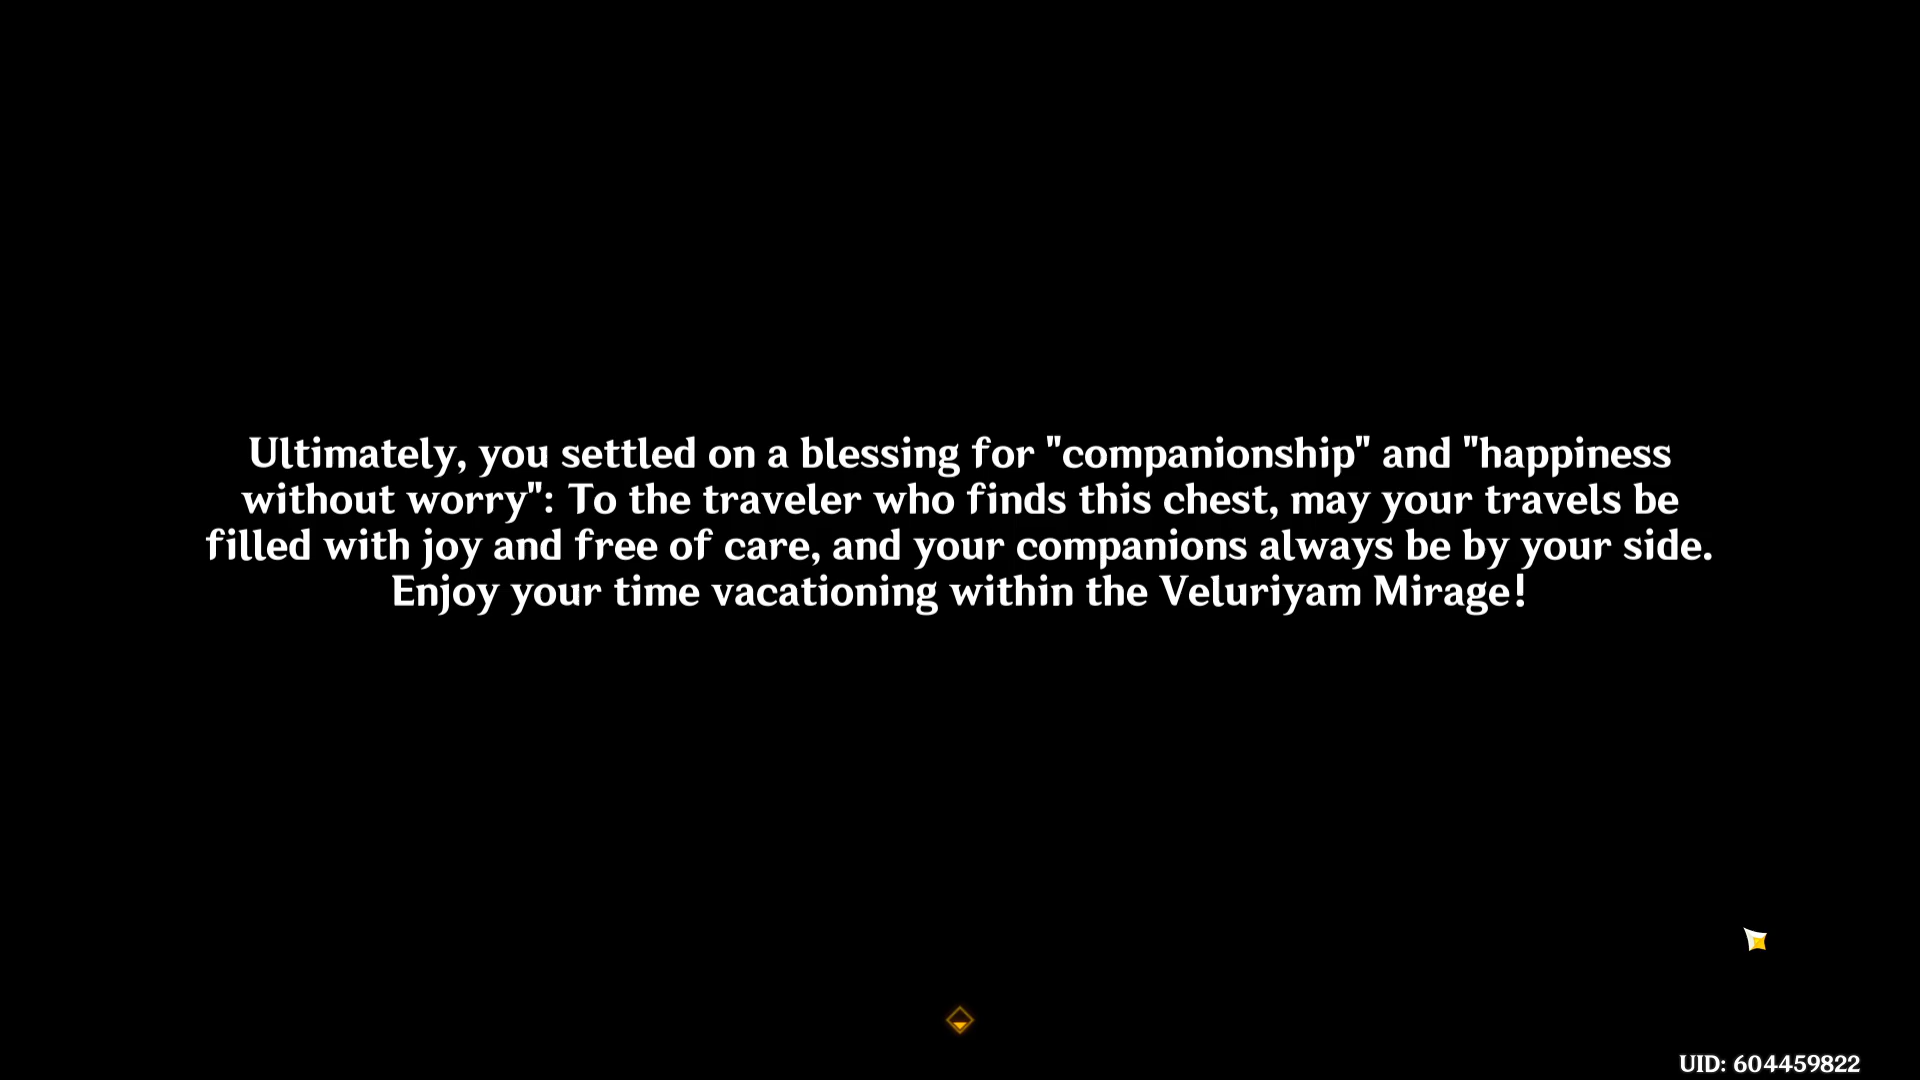 Ultimately, you settled on a blessing for "companionship" and "happiness
without worry": To the traveler who finds this chest, may your travels be
filled with joy and free of care, and your companions always be by your side.
Enjoy your time vacationing within the Veluriyam Mirage!
UID: 604459822